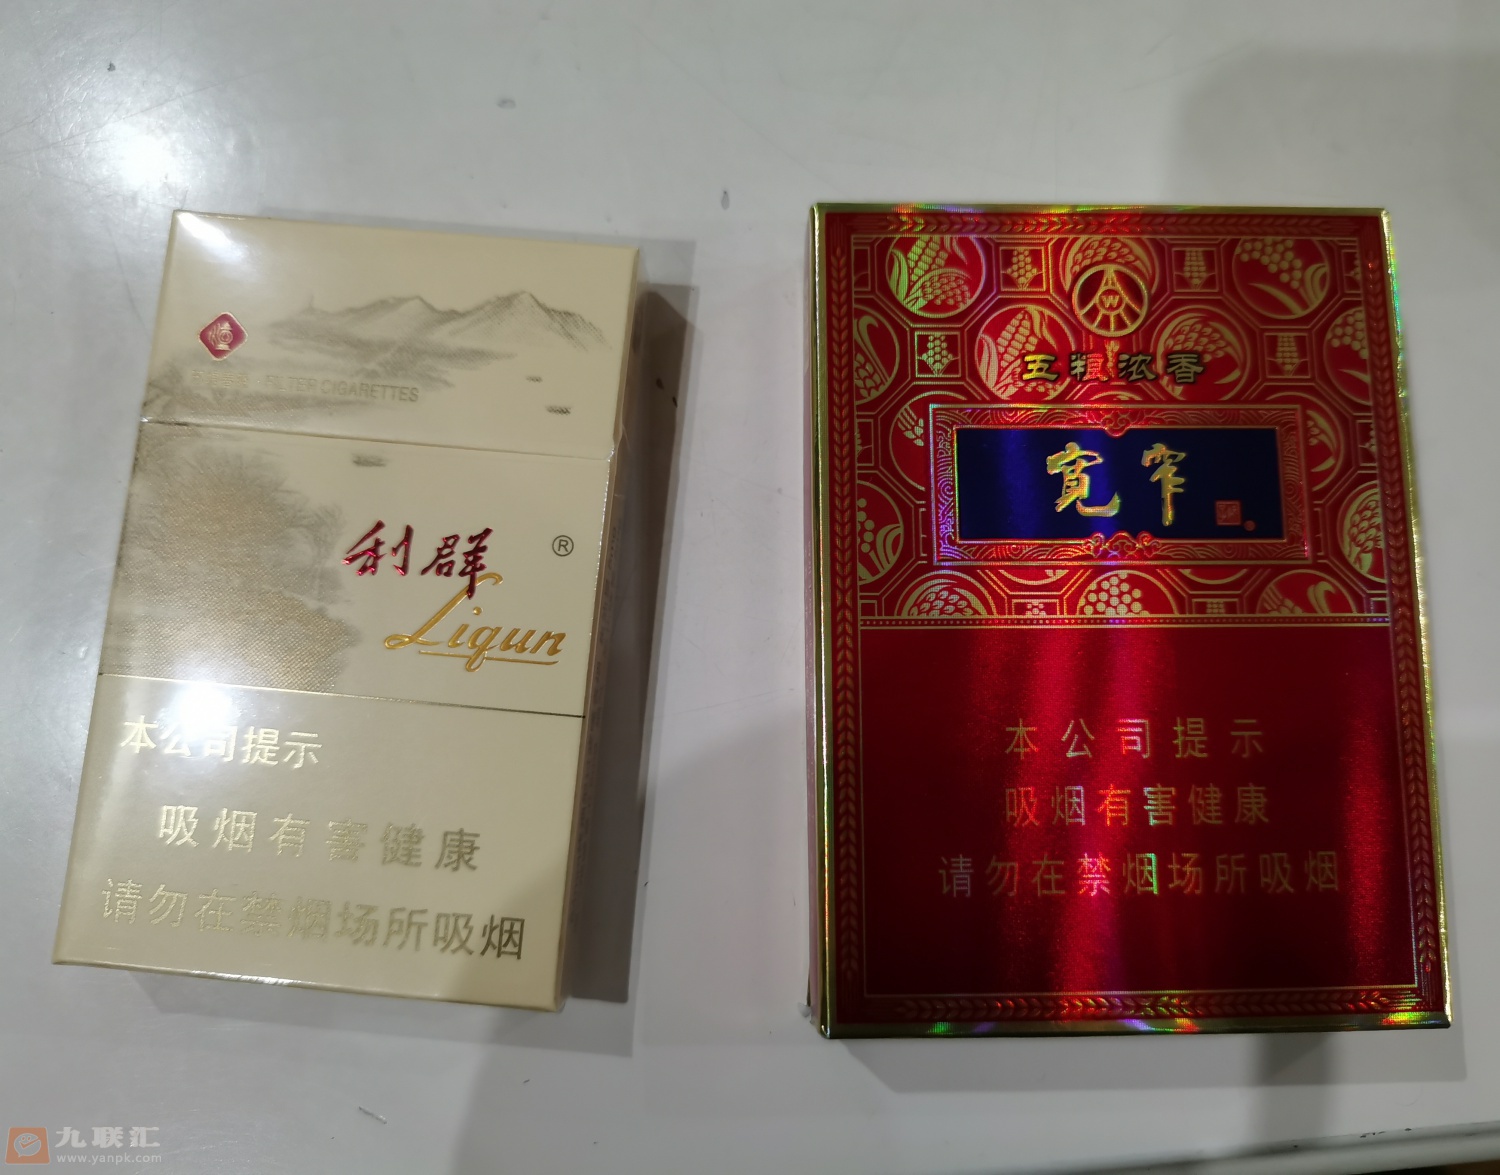 FILTER CIGARETTES
利群
®
Liqun
本公司提示
吸烟有害健康
请勿在禁烟场所吸烟
W
五粮浓香
宽窄
本公司提示
吸烟有害健康
请勿在禁烟场所吸烟
九联汇
www.yanpk.com